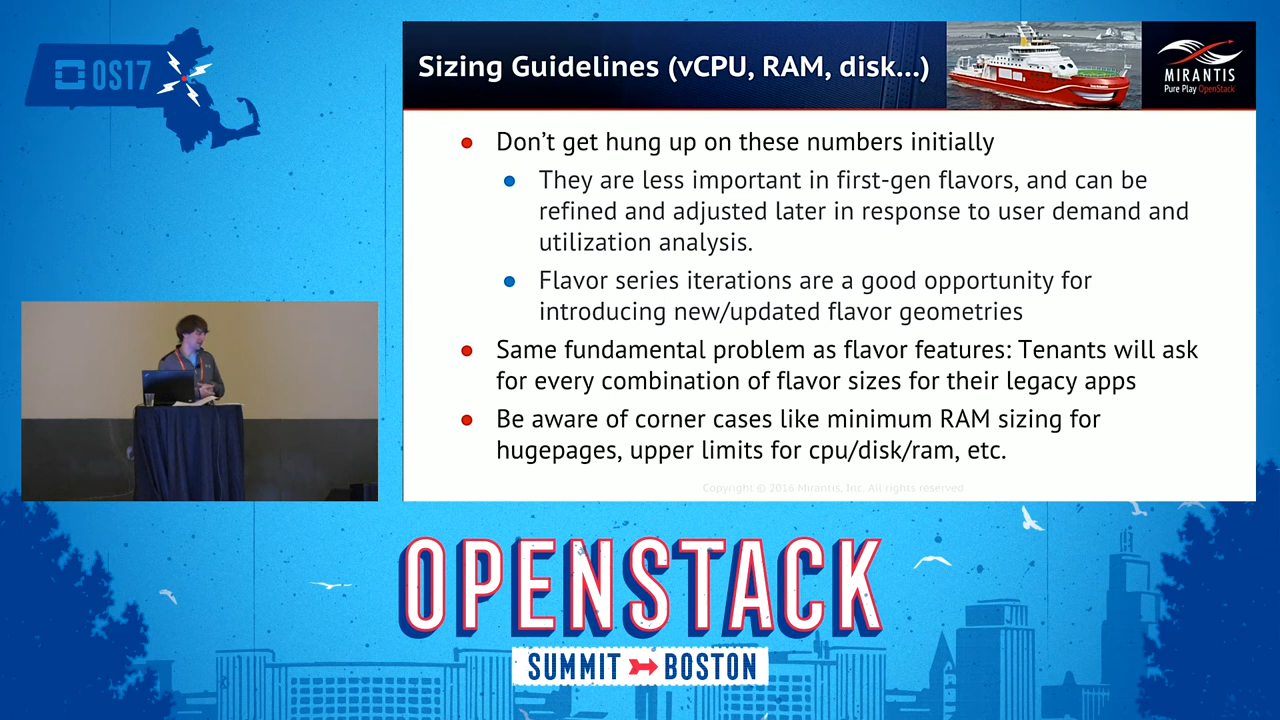 OS17
Sizing Guidelines (vCPU, RAM, disk...)
MIRANTIS
Pure Play OpenStack
Don't get hung up on these numbers initially
They are less important in first-gen flavors, and can be
refined and adjusted later in response to user demand and
utilization analysis.
Flavor series iterations are a good opportunity for
introducing new/updated flavor geometries
Same fundamental problem as flavor features: Tenants will ask
for every combination of flavor sizes for their legacy apps
Be aware of corner cases like minimum RAM sizing for
hugepages, upper limits for cpu/disk/ram, etc.
Copyright © 2016 Mirantis, Inc. All rights reserved
OPENSTACK
SUMMIT BOSTON